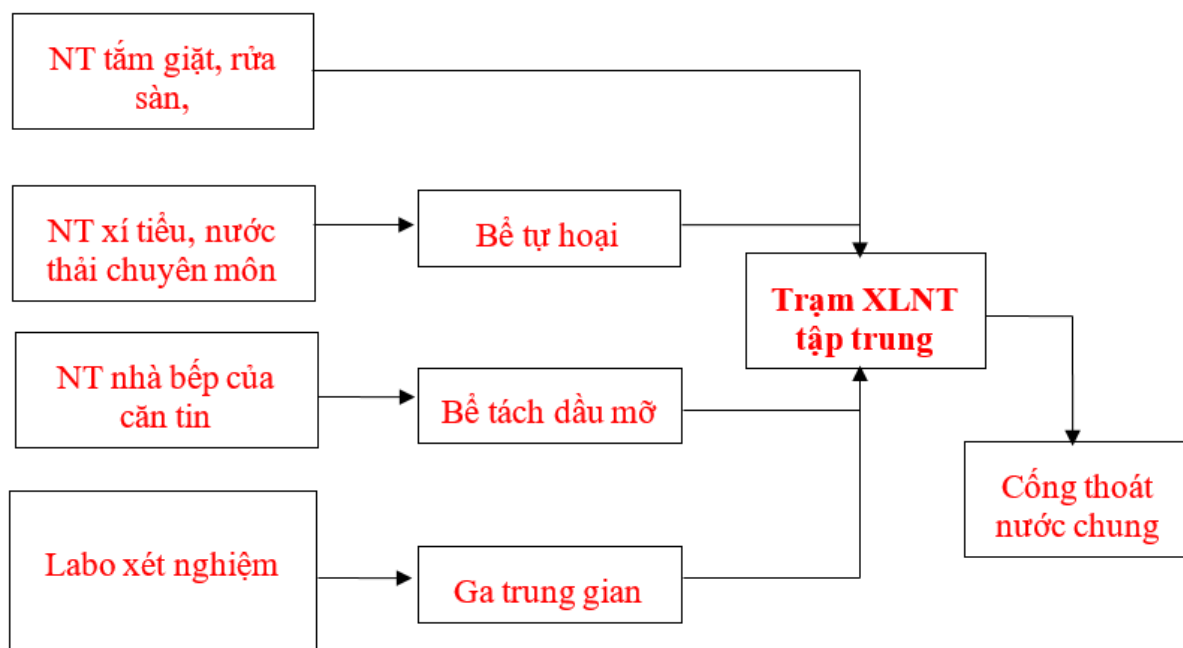 NT tắm giặt, rửa
sàn,
NT xí tiểu, nước
thải chuyên môn
Bể tự hoại
Trạm XLNT
tập trung
NT nhà bếp của
căn tin
Bể tách dầu mỡ
Cống thoát
nước chung
Labo xét nghiệm
Ga trung gian